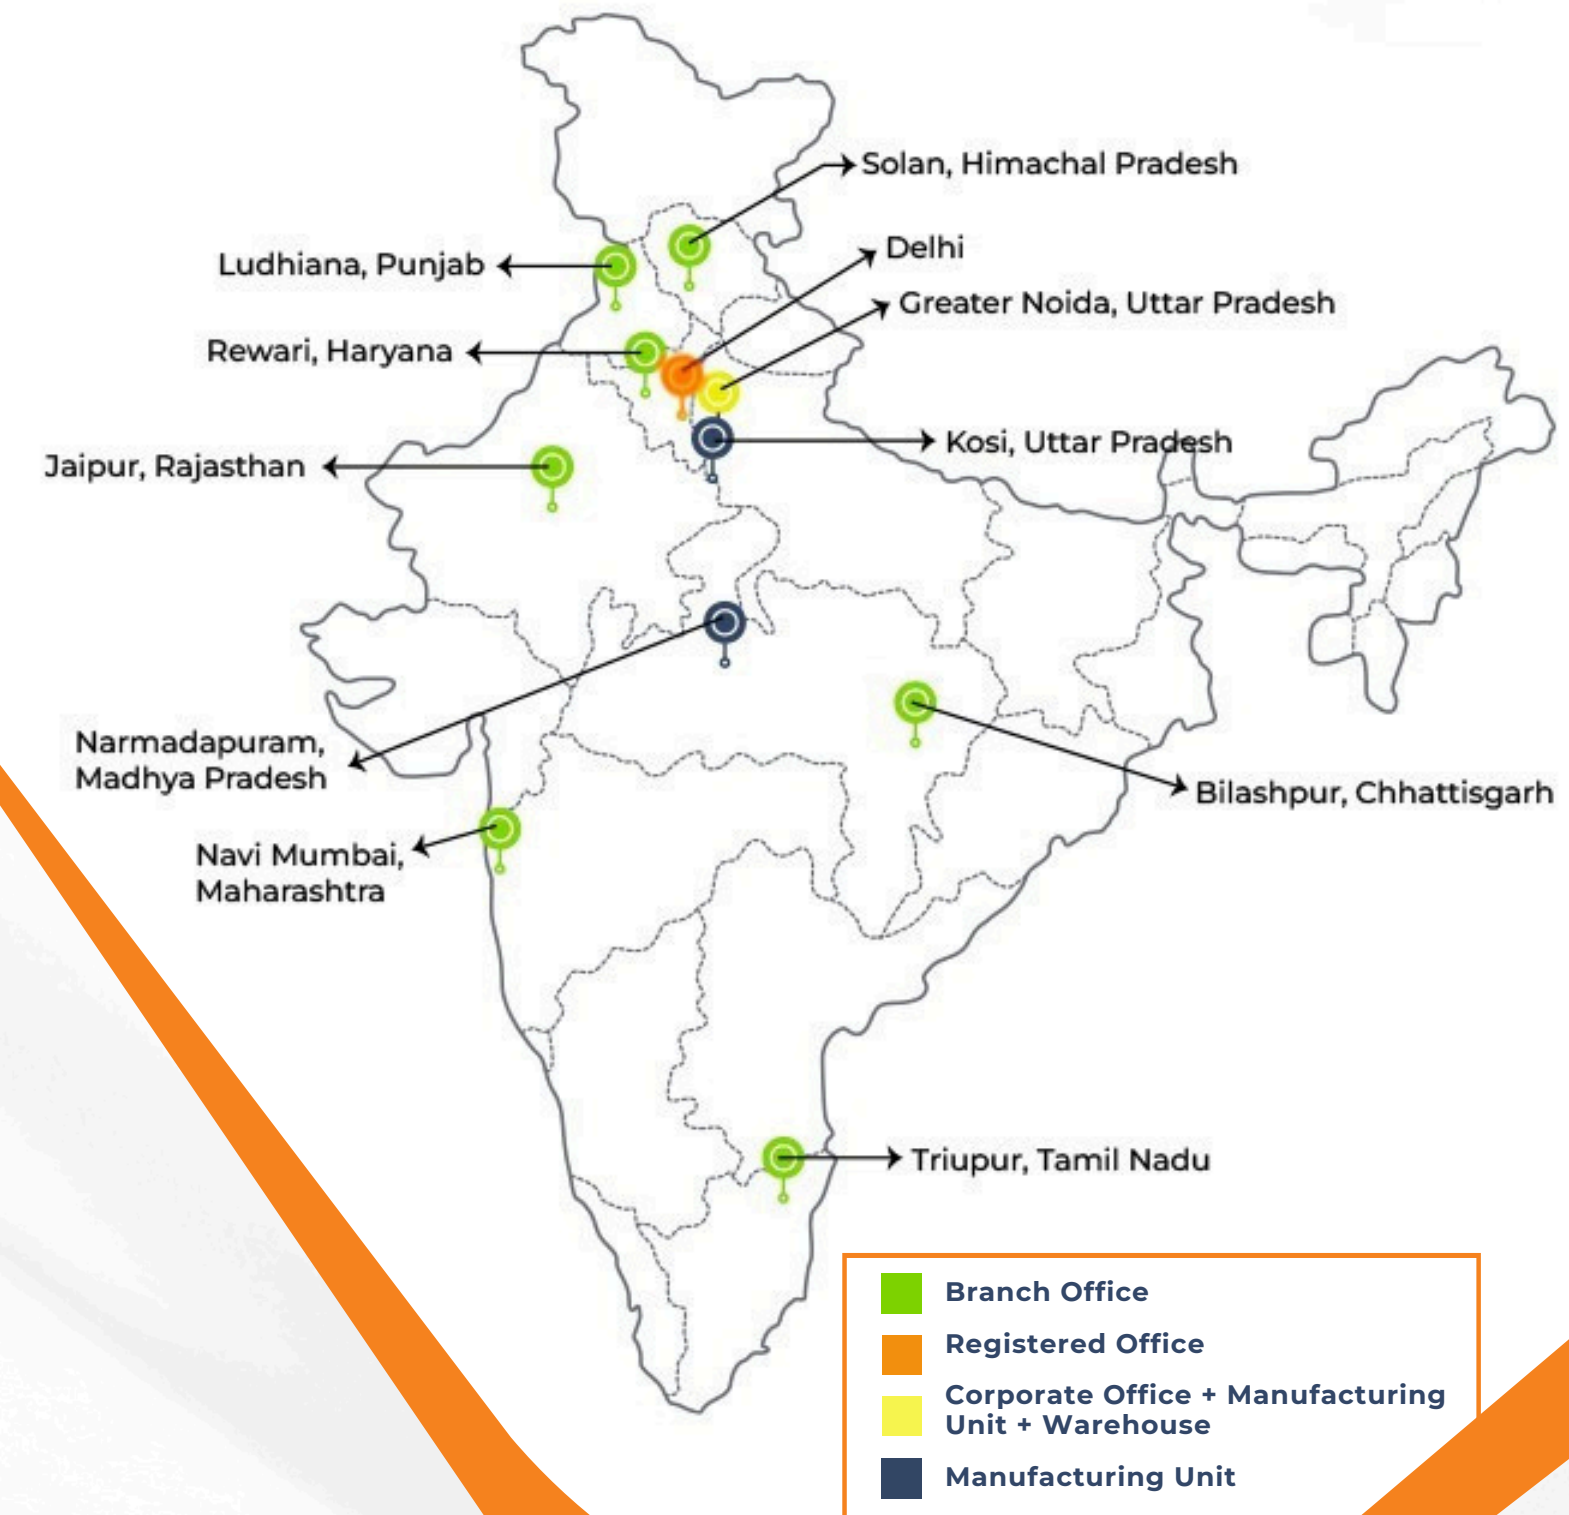 Solan, Himachal Pradesh
Delhi
Ludhiana, Punjab
Greater Noida, Uttar Pradesh
Rewari, Haryana
Kosi, Uttar Pradesh
Jaipur, Rajasthan
Narmadapuram,
Madhya Pradesh
Bilashpur, Chhattisgarh
Navi Mumbai,
Maharashtra
Triupur, Tamil Nadu
Branch Office
Registered Office
Corporate Office + Manufacturing
Unit + Warehouse
Manufacturing Unit